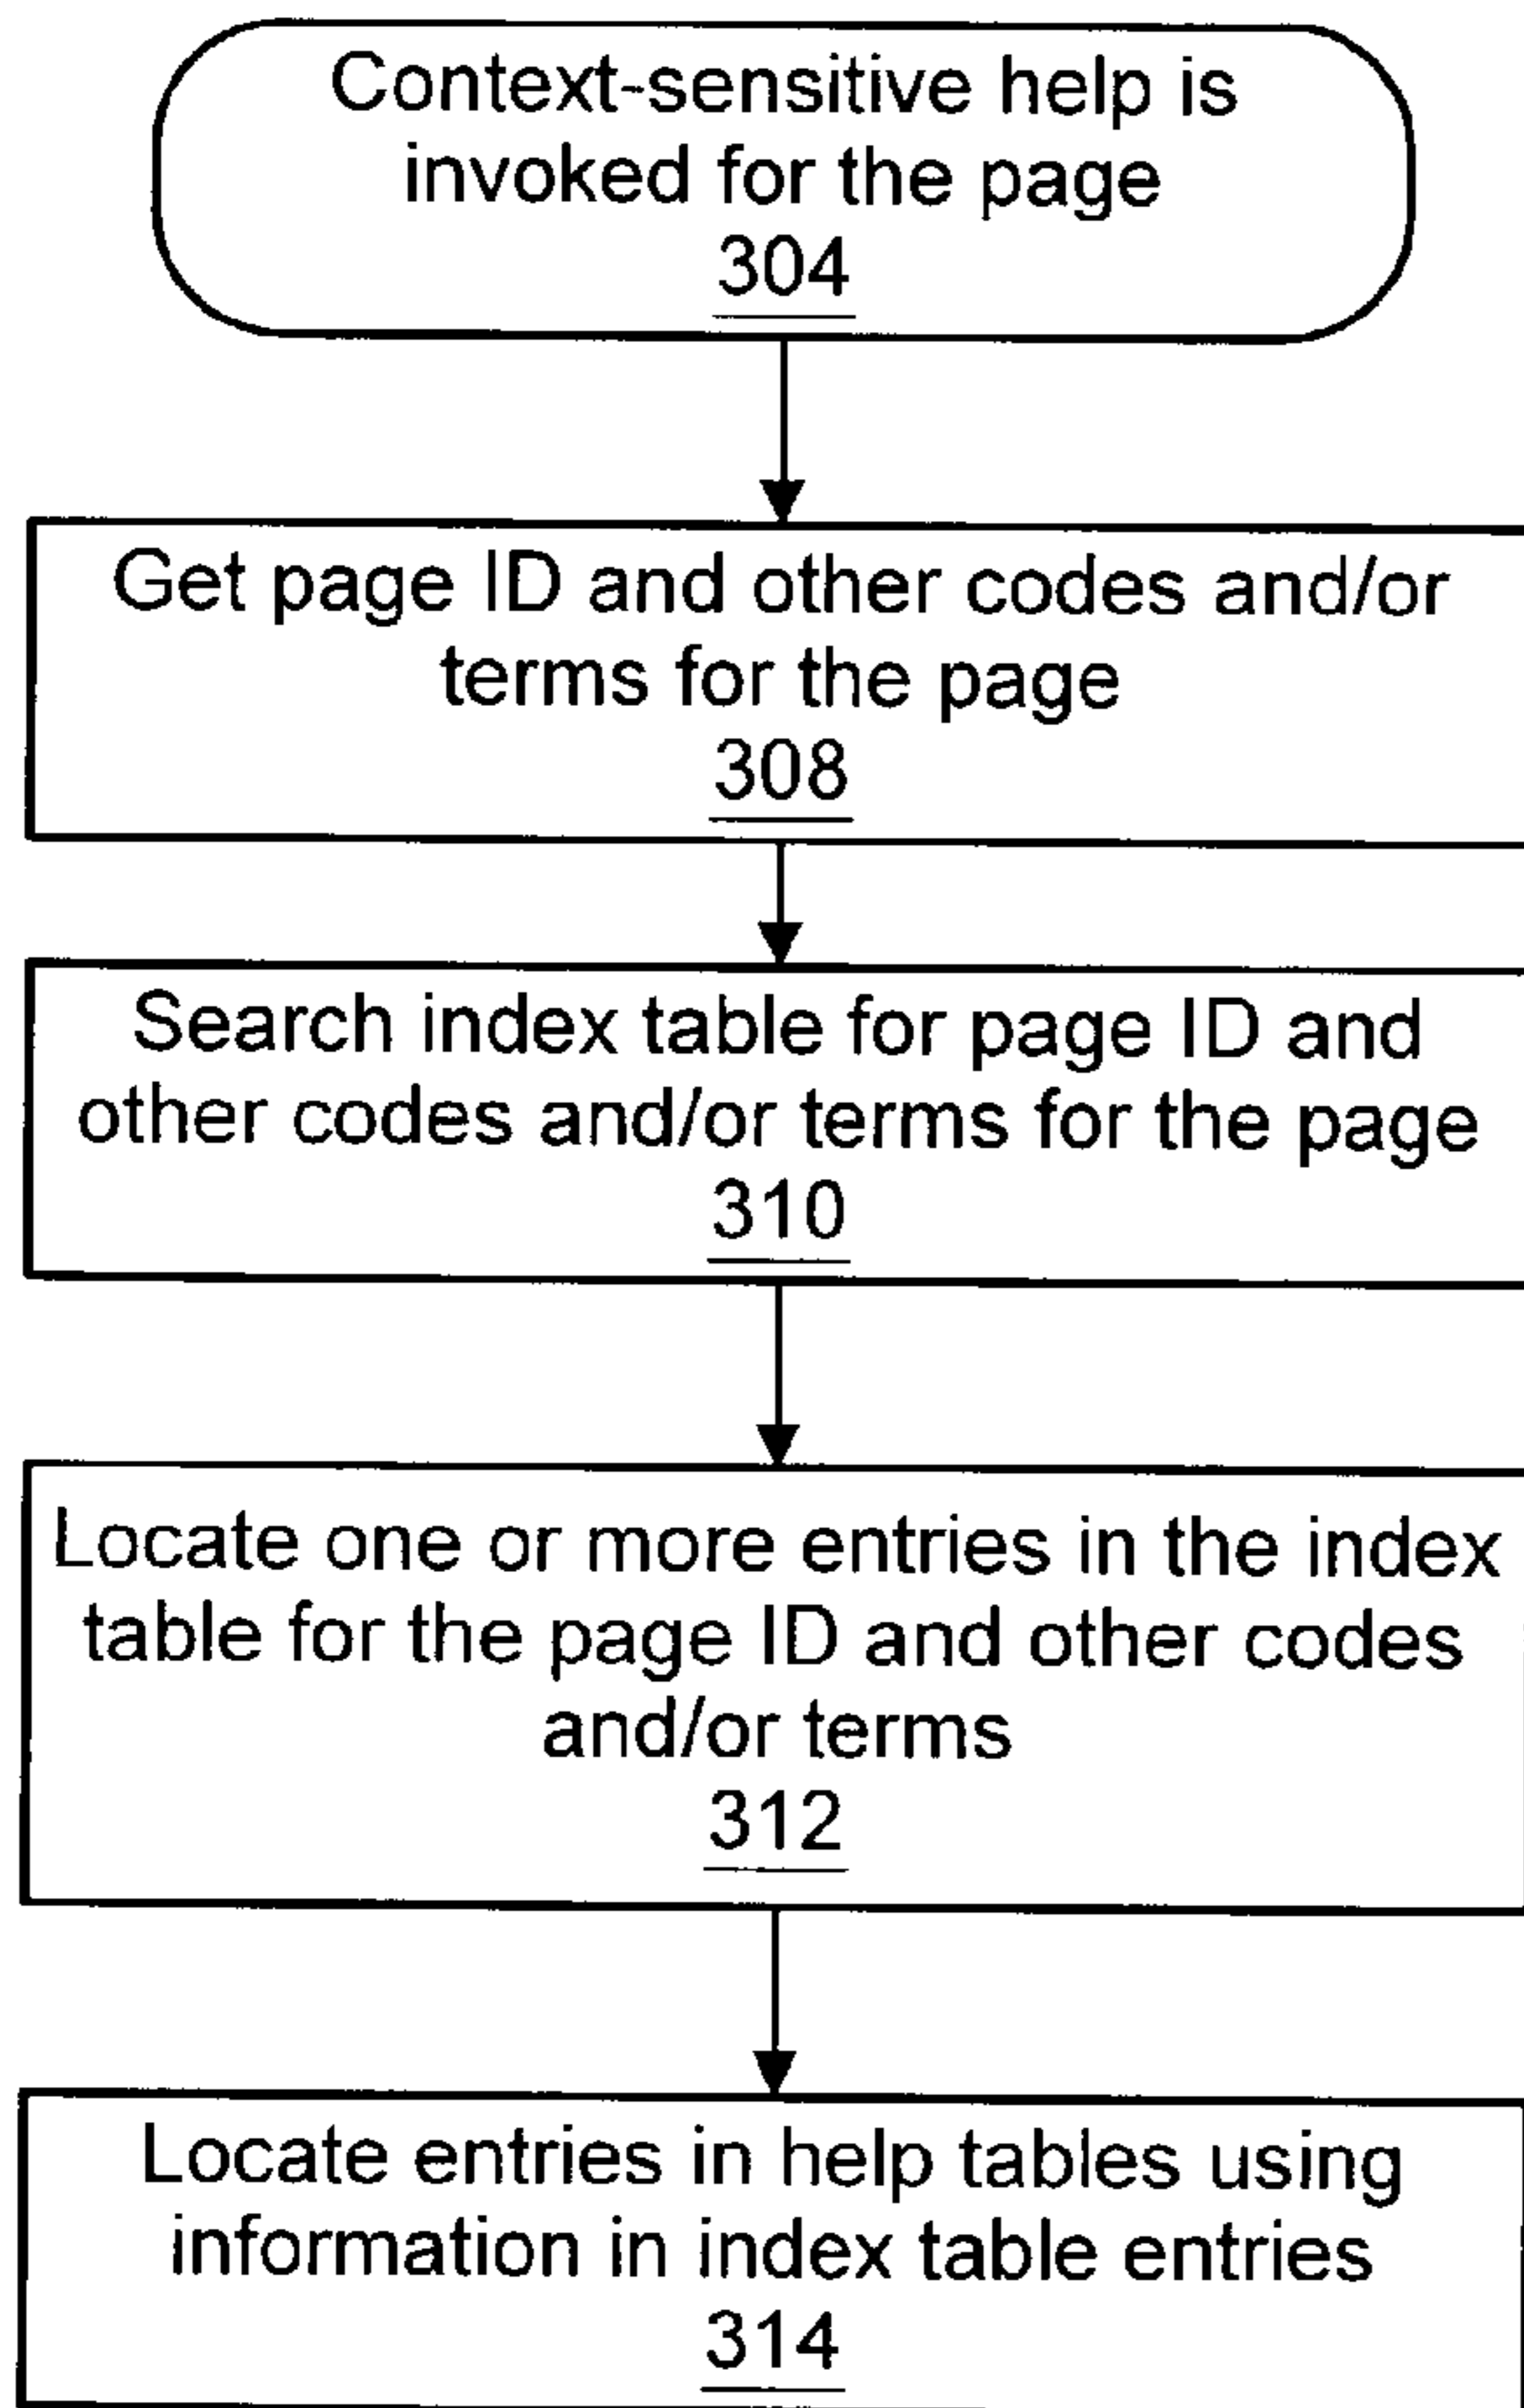 Context-sensitive help is
invoked for the page
304
Get page ID and other codes and/or
terms for the page
308
Search index table for page ID and
other codes and/or terms for the page
310
Locate one or more entries in the index
table for the page ID and other codes
and/or terms
312
Locate entries in help tables using
information in index table entries
314